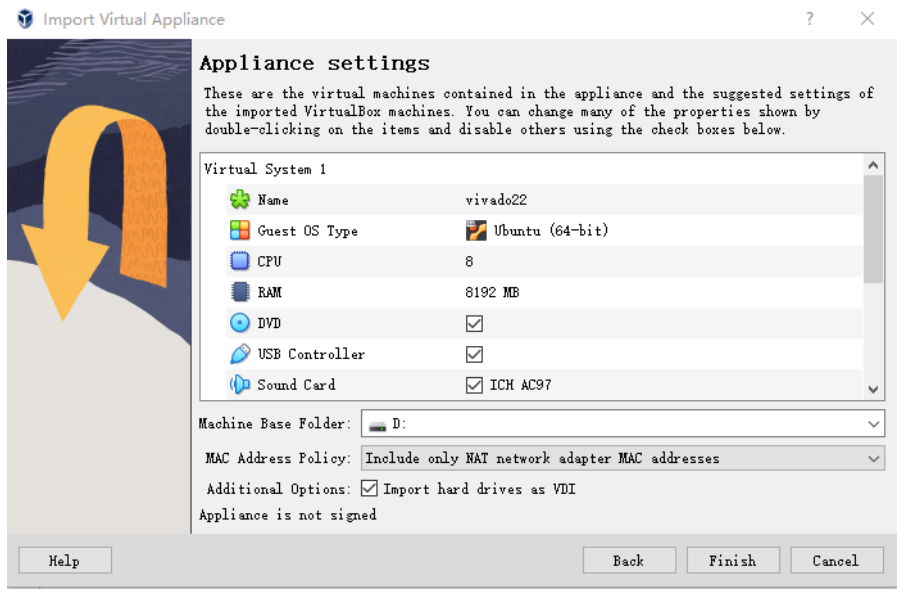 Import Virtual Appliance
Appliance settings
These are the virtual machines contained in the appliance and the suggested settings of
the imported VirtualBox machines. You can change many of the properties shown by
double-clicking on the items and disable others using the check boxes below.
Virtual System 1
Name vivado22
Guest OS Type Ubuntu (64-bit)
CPU 8
RAM 8192 MB
DVD
USB Controller
Sound Card ICH AC97
Machine Base Folder: D:
MAC Address Policy: Include only NAT network adapter MAC addresses
Additional Options: Import hard drives as VDI
Appliance is not signed
Help Back Finish Cancel